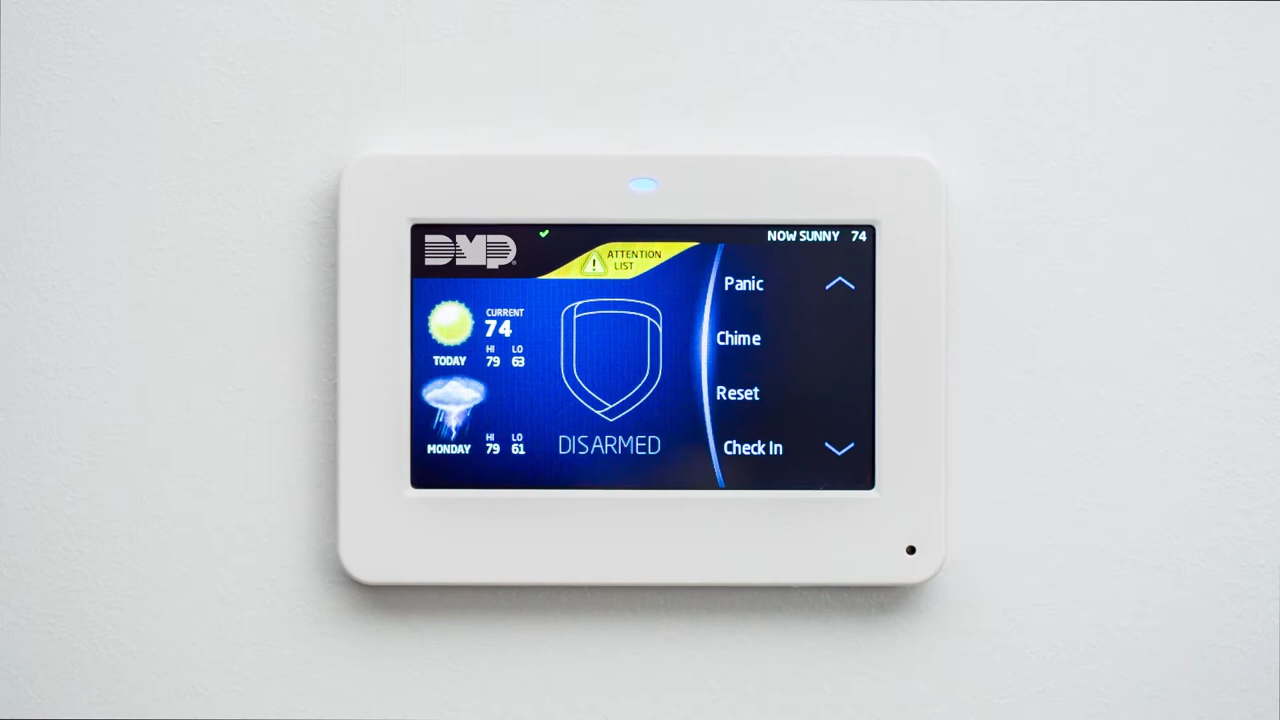 DMP®
ATTENTION
LIST
NOW SUNNY 74
CURRENT
74
HI LO
79 63
TODAY
HI LO
MONDAY 79 61
DISARMED
Panic
Chime
Reset
Check In